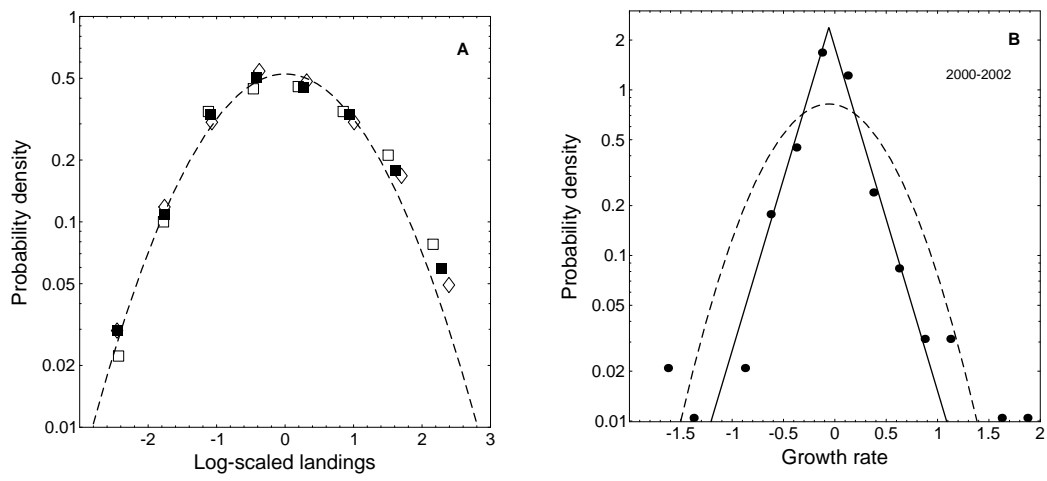 A
Probability density
1
0.5
0.2
0.1
0.05
0.02
0.01
-2 -1 0 1 2 3
Log-scaled landings
B
2000-2002
Probability density
2
1
0.5
0.2
0.1
0.05
0.02
0.01
-1.5 -1 -0.5 0 0.5 1 1.5 2
Growth rate